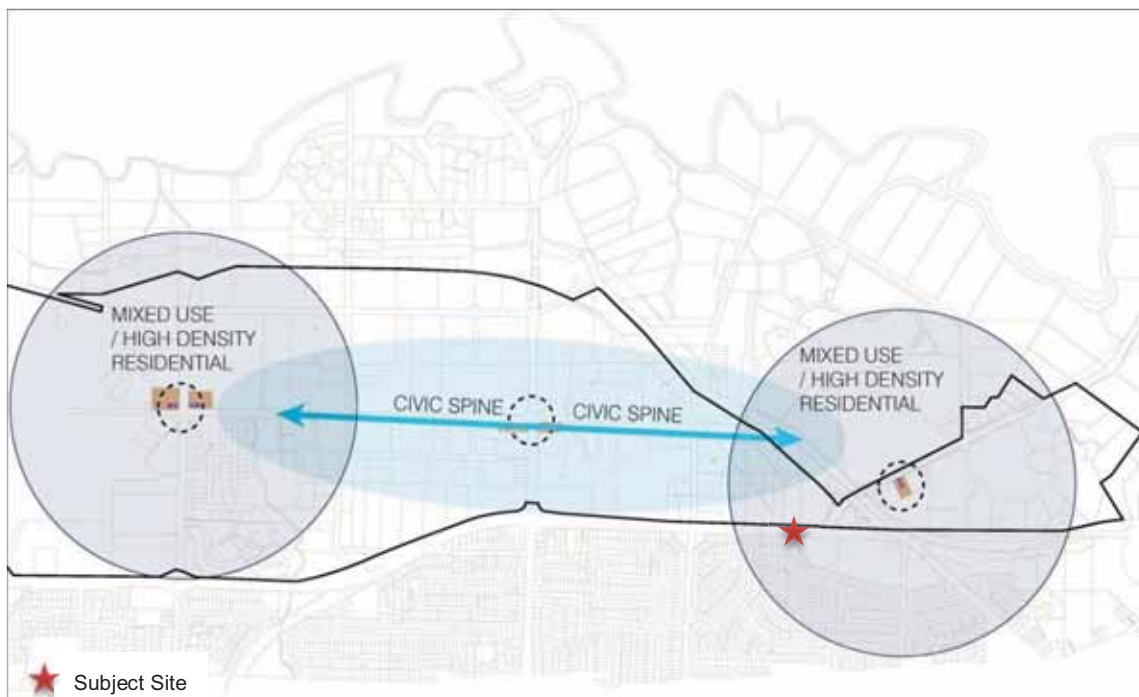 MIXED USE
/ HIGH DENSITY
RESIDENTIAL
CIVIC SPINE
CIVIC SPINE
MIXED USE
/ HIGH DENSITY
RESIDENTIAL
Subject Site